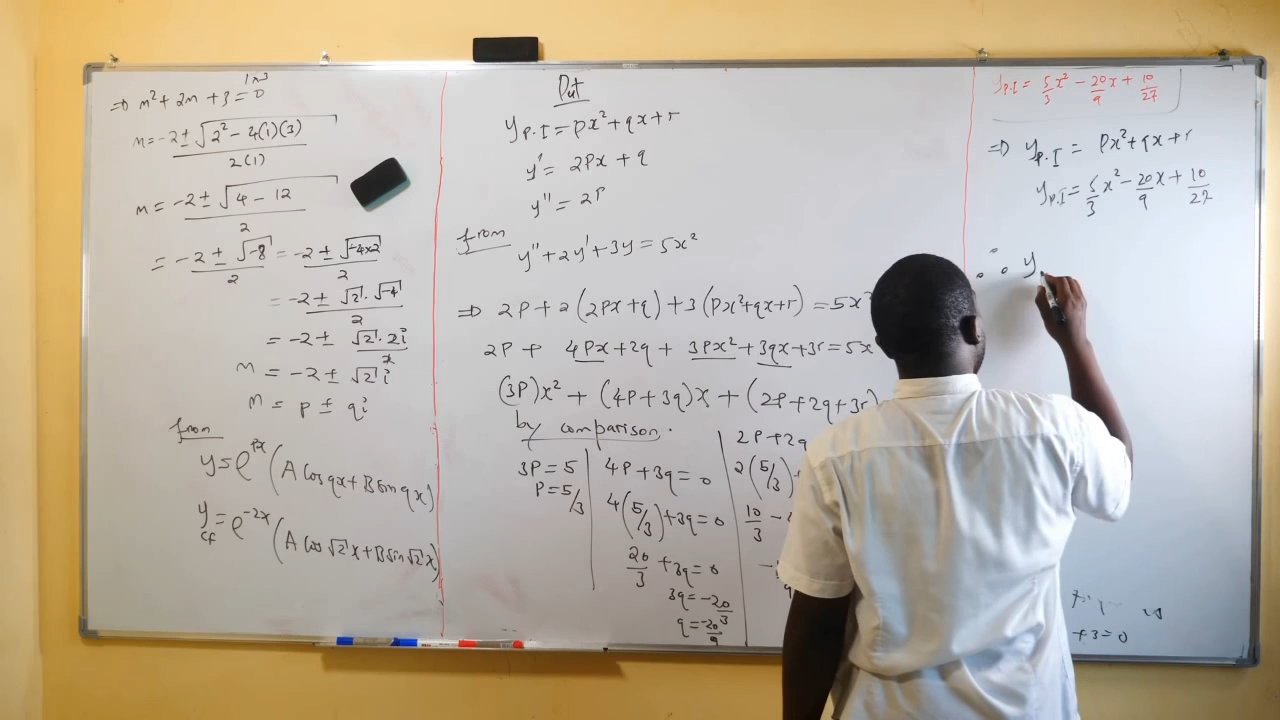 ⇒ m² + 2m + 3 = 0
m = -2 ± √2² - 4(1)(3) / 2(1)
m = -2 ± √4 - 12 / 2
= -2 ± √-8 / 2 = -2 ± √-4x2 / 2
= -2 ± √2 · √-4 / 2
= -2 ± √2 · 2i / 2
m = -2 ± √2 i
m = p ± qi
from
y = e^px (A cos qx + B sin qx)
y_CF = e^-2x (A cos √2 x + B sin √2 x)
Put
y_P.I = px² + qx + r
y' = 2px + q
y'' = 2p
from
y'' + 2y' + 3y = 5x²
⇒ 2p + 2(2px + q) + 3(px² + qx + r) = 5x²
2p + 4px + 2q + 3px² + 3qx + 3r = 5x
(3p)x² + (4p + 3q)x + (2p + 2q + 3r)
by comparison.
3p = 5
p = 5/3
4p + 3q = 0
4(5/3) + 3q = 0
20/3 + 3q = 0
3q = -20/3
q = -20/9
2p + 2q
2(5/3)
10/3 -
y_P.I = 5/3 x² - 20/9 x + 10/27
⇒ y_P.I = px² + qx + r
y_P.I = 5/3 x² - 20/9 x + 10/27
∴ y
+3 = 0